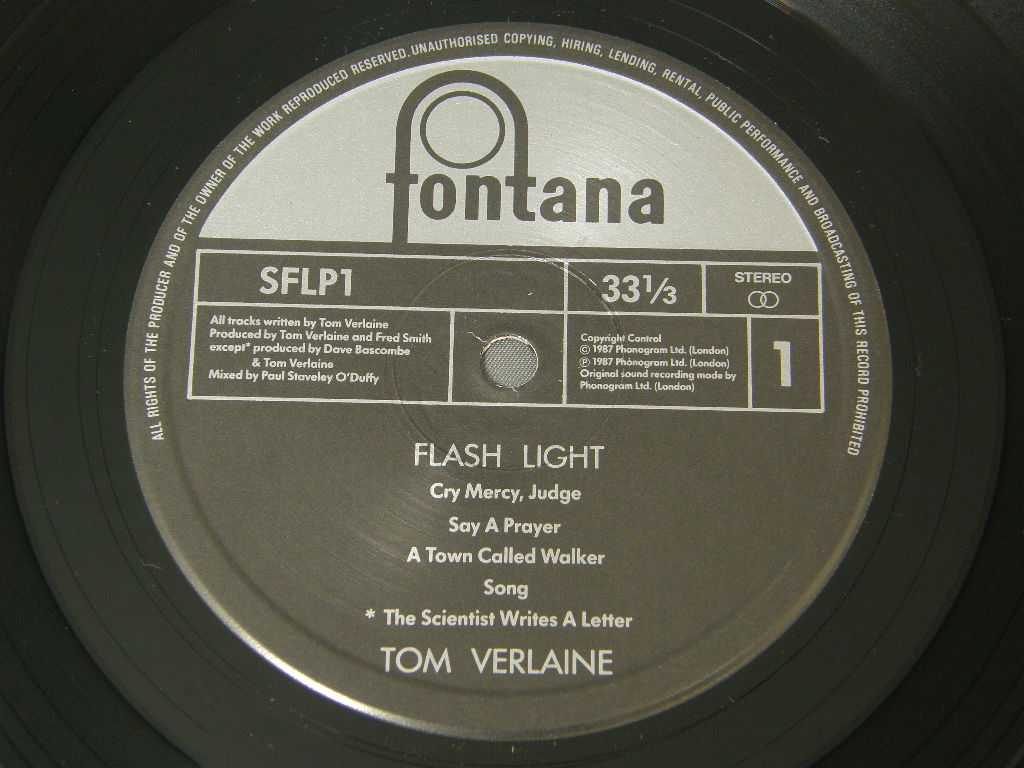 ALL RIGHTS OF THE PRODUCER AND OF THE OWNER OF THE WORK REPRODUCED RESERVED. UNAUTHORISED COPYING, HIRING, LENDING, RENTAL, PUBLIC PERFORMANCE AND BROADCASTING OF THIS RECORD PROHIBITED
fontana
SFLP1
33⅓
STEREO
All tracks written by Tom Verlaine
Produced by Tom Verlaine and Fred Smith
except* produced by Dave Bascombe
& Tom Verlaine
Mixed by Paul Staveley O'Duffy
Copyright Control
© 1987 Phonogram Ltd. (London)
℗ 1987 Phonogram Ltd. (London)
Original sound recording made by
Phonogram Ltd. (London)
1
FLASH LIGHT
Cry Mercy, Judge
Say A Prayer
A Town Called Walker
Song
* The Scientist Writes A Letter
TOM VERLAINE